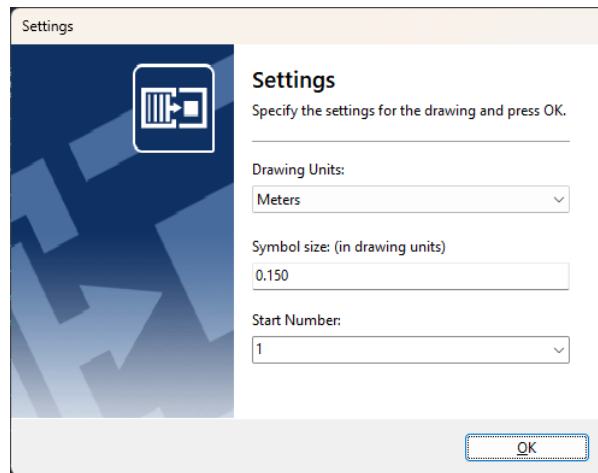 Settings
Settings
Specify the settings for the drawing and press OK.
Drawing Units:
Meters
Symbol size: (in drawing units)
0.150
Start Number:
1
OK